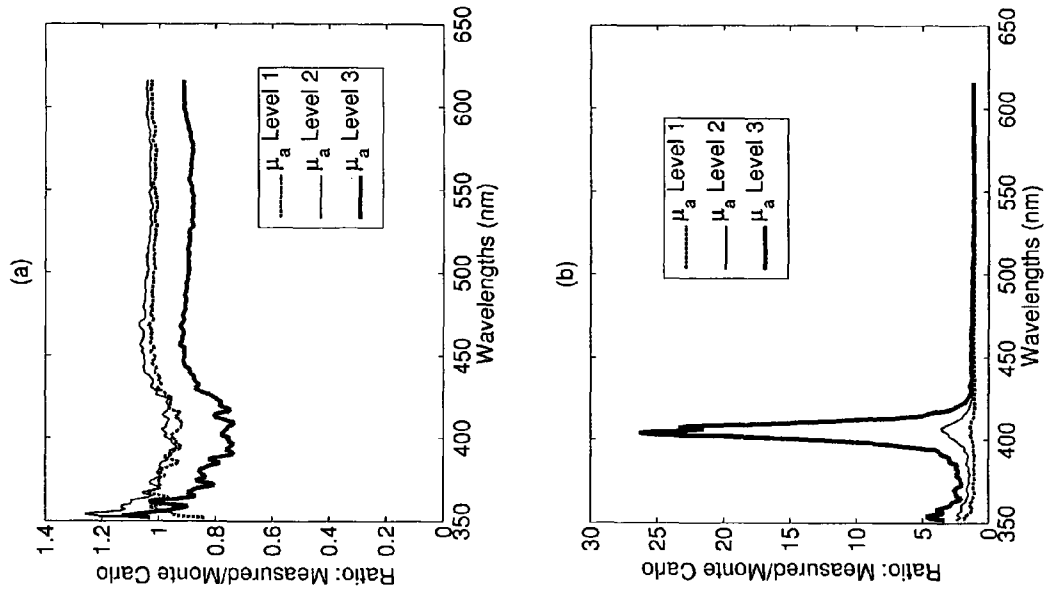 (a)
1.4
1.2
1
0.8
0.6
0.4
0.2
0
Ratio: Measured/Monte Carlo
μa Level 1
μa Level 2
μa Level 3
350
400
450
500
550
600
650
Wavelengths (nm)
(b)
30
25
20
15
10
5
0
Ratio: Measured/Monte Carlo
μa Level 1
μa Level 2
μa Level 3
350
400
450
500
550
600
650
Wavelengths (nm)